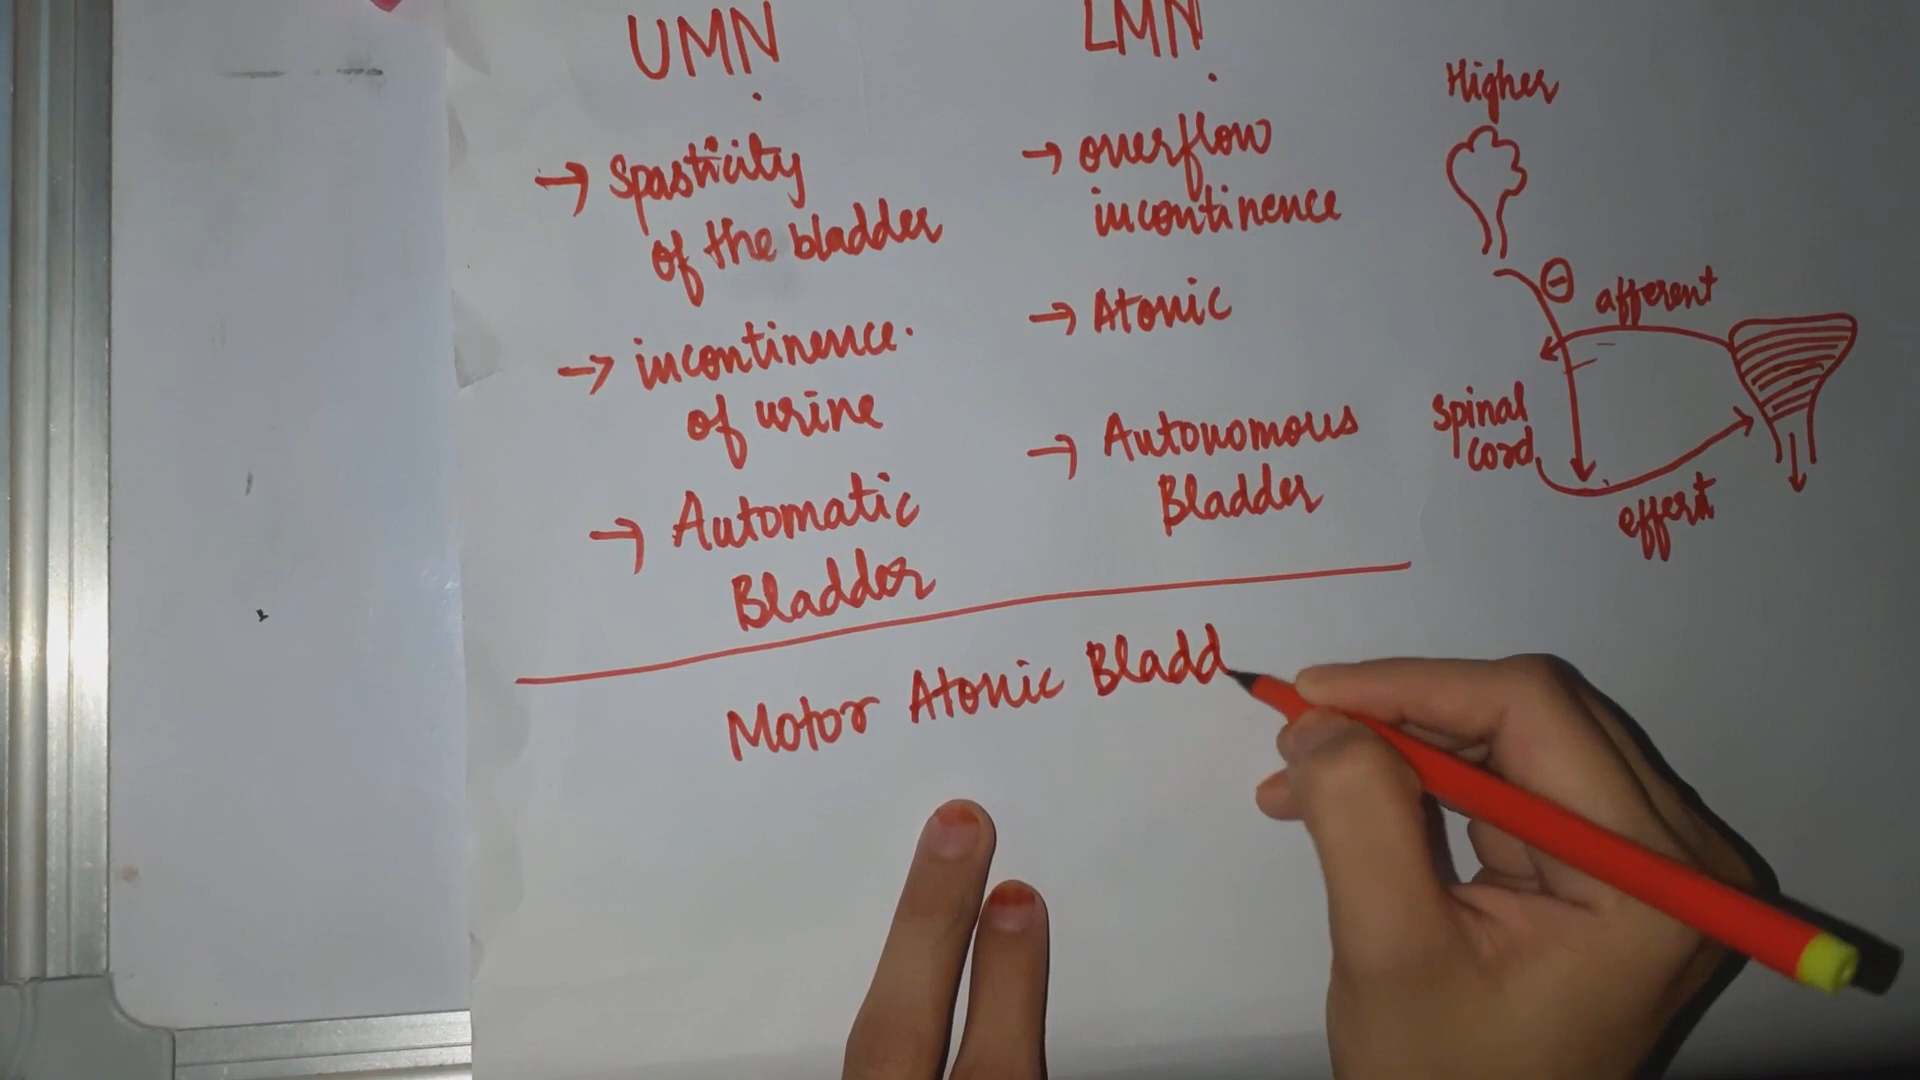 UMN
→ Spasticity
of the bladder
→ incontinence.
of urine
→ Automatic
Bladder
LMN
→ overflow
incontinence
→ Atonic
→ Autonomous
Bladder
Higher
⊖
afferent
Spinal
cord
Motor Atonic Bladd